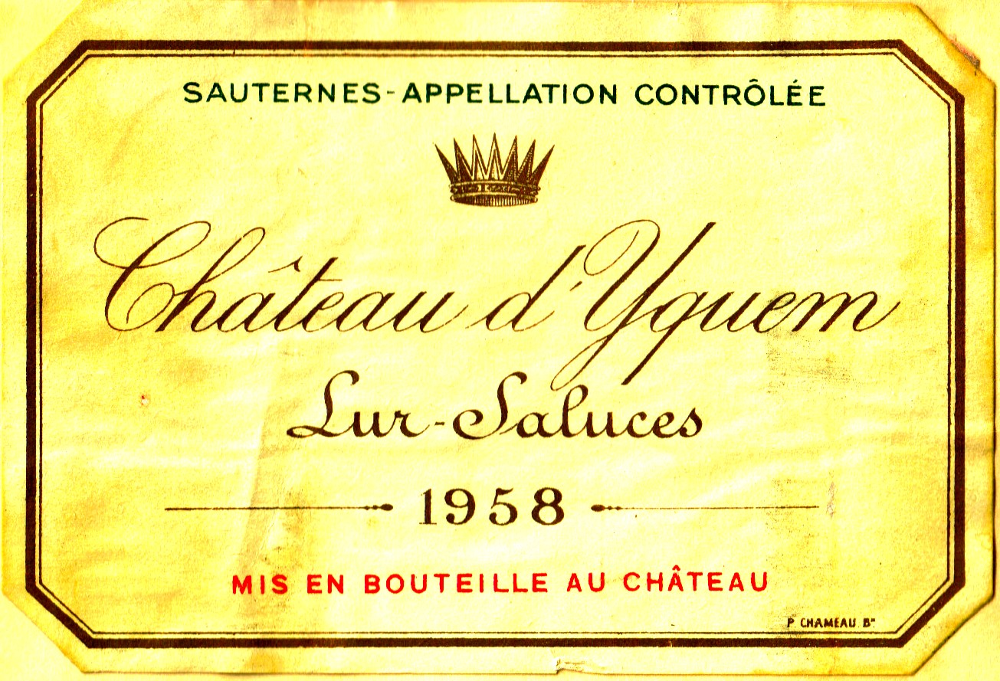 SAUTERNES-APPELLATION CONTRÔLÉE
Château d'Yquem
Lur-Saluces
1958
MIS EN BOUTEILLE AU CHÂTEAU
P. CHAMEAU. Bx